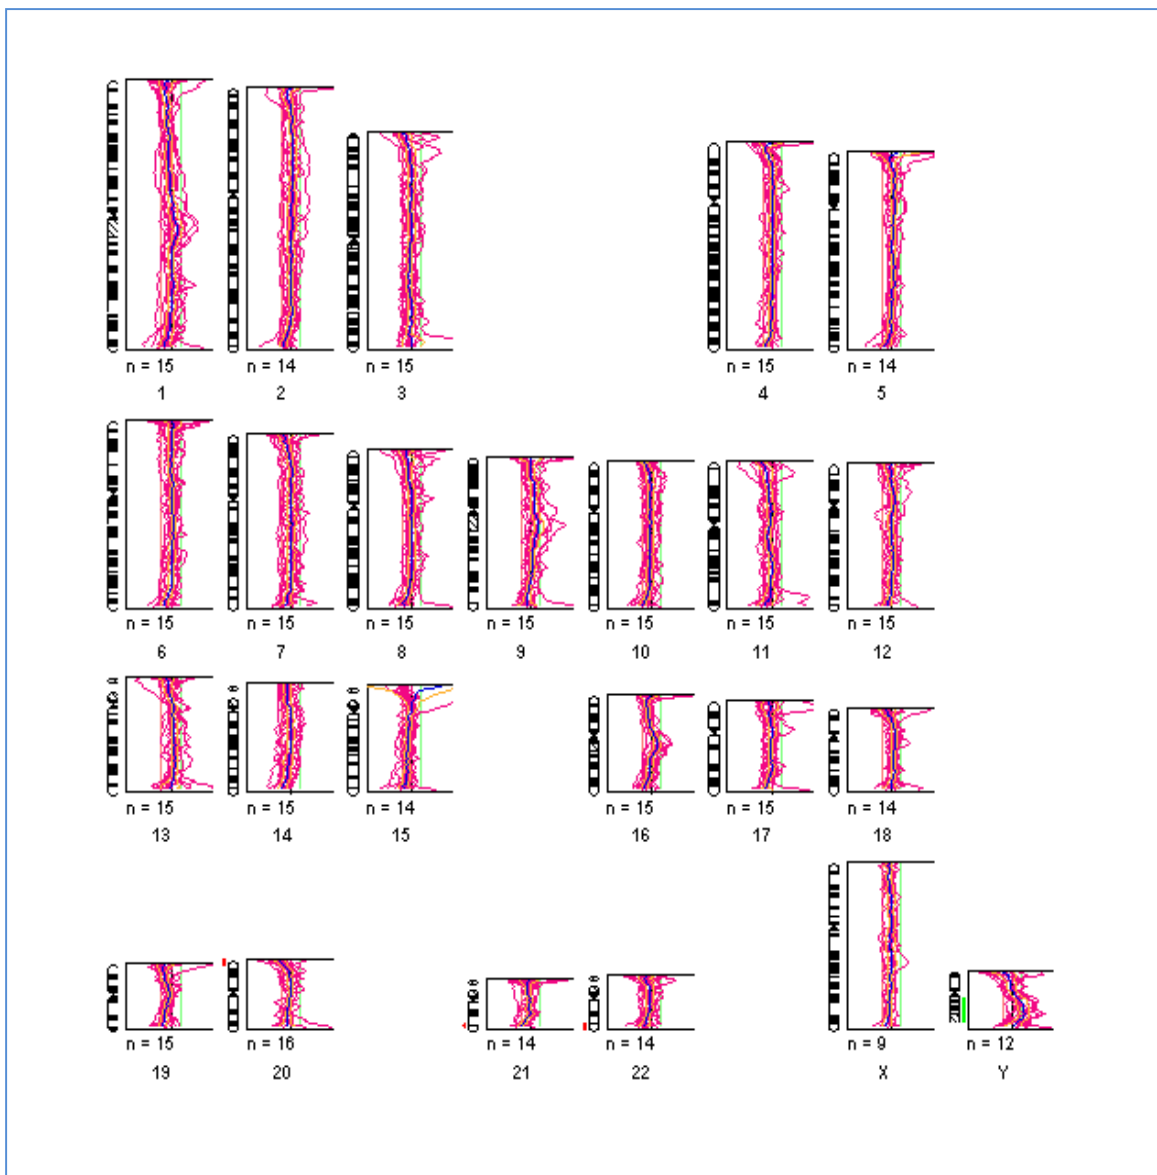 n = 15 n = 14 n = 15 n = 15 n = 14
1 2 3 4 5
n = 15 n = 15 n = 15 n = 15 n = 15 n = 15 n = 15
6 7 8 9 10 11 12
n = 15 n = 15 n = 14 n = 15 n = 15 n = 14
13 14 15 16 17 18
n = 15 n = 16 n = 14 n = 14 n = 9 n = 12
19 20 21 22 X Y